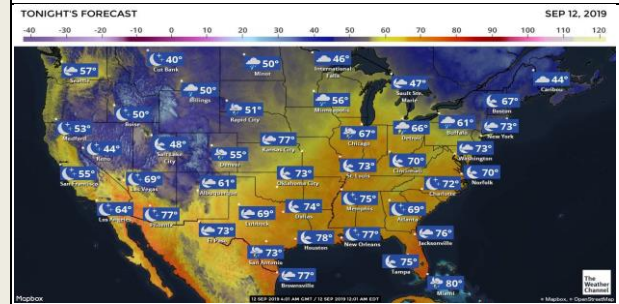 TONIGHT'S FORECAST
SEP 12, 2019
-40 -30 -20 -10 0 10 20 30 40 50 60 70 80 90 100 110 120
40°
Cut Bank
50°
Minot
46°
International
Falls
57°
Seattle
50°
Billings
47°
Sault Ste.
Marie
44°
Caribou
50°
Boise
51°
Rapid City
56°
Minneapolis
67°
Boston
53°
Medford
48°
Salt Lake
City
67°
Chicago
66°
Detroit
61°
Buffalo
73°
New York
44°
Reno
55°
Denver
77°
Kansas City
73°
Washington
55°
San Francisco
69°
Las Vegas
61°
Albuquerque
73°
Oklahoma City
73°
St. Louis
70°
Cincinnati
72°
Charlotte
70°
Norfolk
64°
Los Angeles
77°
Phoenix
69°
Lubbock
74°
Dallas
75°
Memphis
69°
Atlanta
73°
El Paso
73°
San Antonio
78°
Houston
77°
New Orleans
76°
Jacksonville
77°
Brownsville
75°
Tampa
80°
Miami
The
Weather
Channel
Mapbox
12 SEP 2019 4:01 AM GMT / 12 SEP 2019 12:01 AM EDT
© Mapbox, © OpenStreetMap